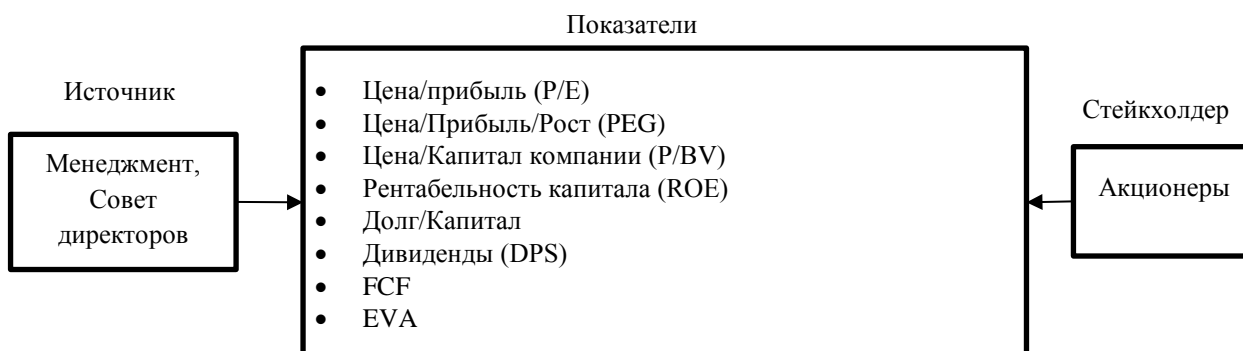 Показатели
Источник
Менеджмент,
Совет
директоров
• Цена/прибыль (P/E)
• Цена/Прибыль/Рост (PEG)
• Цена/Капитал компании (P/BV)
• Рентабельность капитала (ROE)
• Долг/Капитал
• Дивиденды (DPS)
• FCF
• EVA
Стейкхолдер
Акционеры